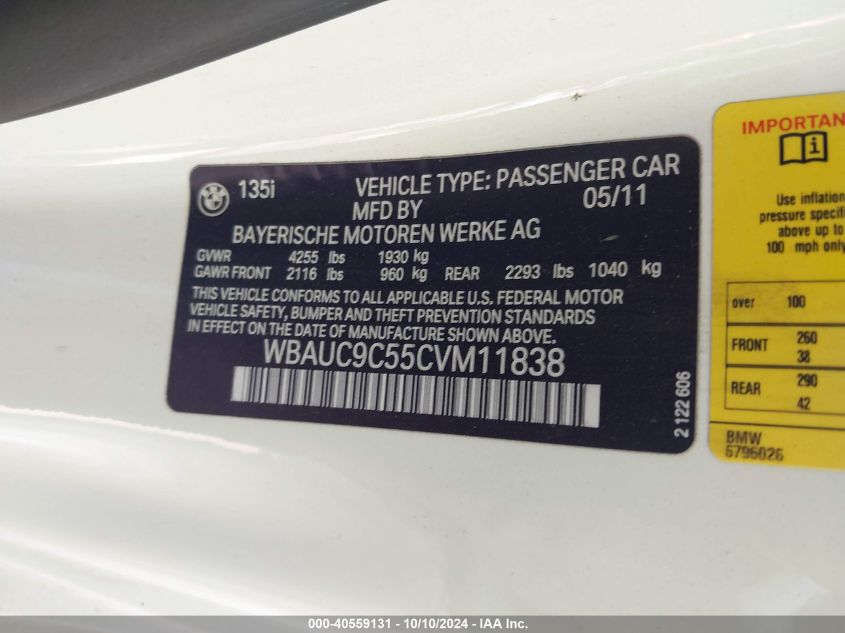 135i VEHICLE TYPE: PASSENGER CAR
MFD BY 05/11
BAYERISCHE MOTOREN WERKE AG
GVWR 4255 lbs 1930 kg
GAWR FRONT 2116 lbs 960 kg REAR 2293 lbs 1040 kg
THIS VEHICLE CONFORMS TO ALL APPLICABLE U.S. FEDERAL MOTOR
VEHICLE SAFETY, BUMPER AND THEFT PREVENTION STANDARDS
IN EFFECT ON THE DATE OF MANUFACTURE SHOWN ABOVE.
WBAUC9C55CVM11838
2 122 606
IMPORTAN
Use inflation
pressure specifi
above up to
100 mph only
over 100
FRONT 260
38
REAR 290
42
BMW
6796026
000-40559131 - 10/10/2024 - IAA Inc.